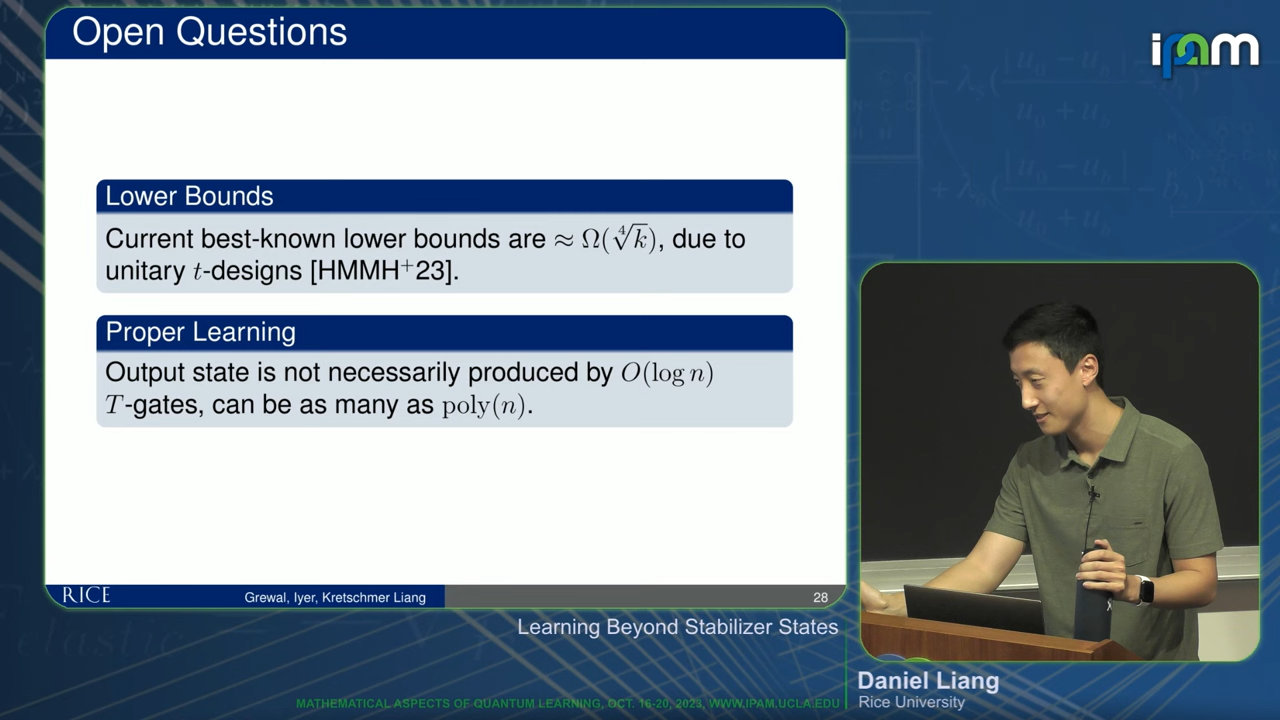 Open Questions
ipam
Lower Bounds
Current best-known lower bounds are ≈ Ω(∜k), due to
unitary t-designs [HMMH+23].
Proper Learning
Output state is not necessarily produced by O(log n)
T-gates, can be as many as poly(n).
RICE
Grewal, Iyer, Kretschmer Liang
28
Learning Beyond Stabilizer States
Daniel Liang
Rice University
MATHEMATICAL ASPECTS OF QUANTUM LEARNING, OCT. 16-20, 2023, WWW.IPAM.UCLA.EDU